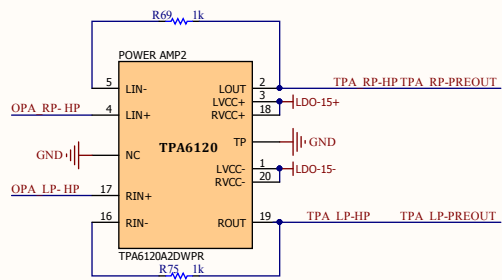 R69 1k
POWER AMP2
5 LIN- LOUT 2 TPA_RP-HP TPA_RP-PREOUT
LVCC+ 3 LDO-15+
OPA_RP-HP 4 LIN+ RVCC+ 18
TP GND
GND NC TPA6120
LVCC- 1 LDO-15-
RVCC- 20
OPA_LP-HP 17 RIN+
16 RIN- ROUT 19 TPA_LP-HP TPA_LP-PREOUT
TPA6120A2DWPR
R75 1k